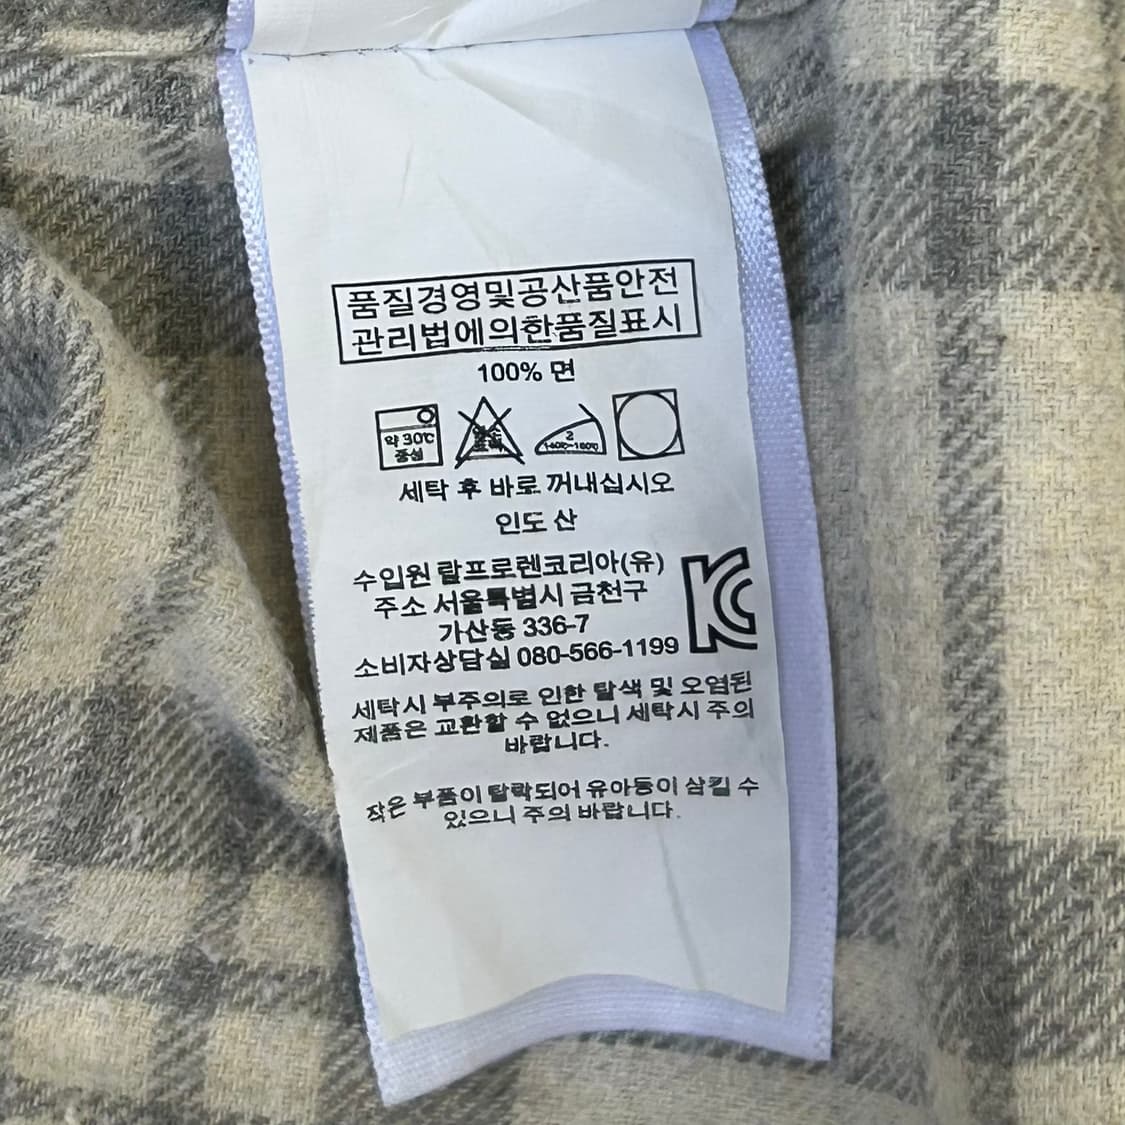 품질경영및공산품안전
관리법에의한품질표시
100% 면
약 30℃
중성
2
140℃~160℃
세탁 후 바로 꺼내십시오
인도 산
수입원 랄프로렌코리아(유)
주소 서울특별시 금천구
가산동 336-7
소비자상담실 080-566-1199
KC
세탁시 부주의로 인한 탈색 및 오염된
제품은 교환할 수 없으니 세탁시 주의
바랍니다.
작은 부품이 탈락되어 유아동이 삼킬 수
있으니 주의 바랍니다.